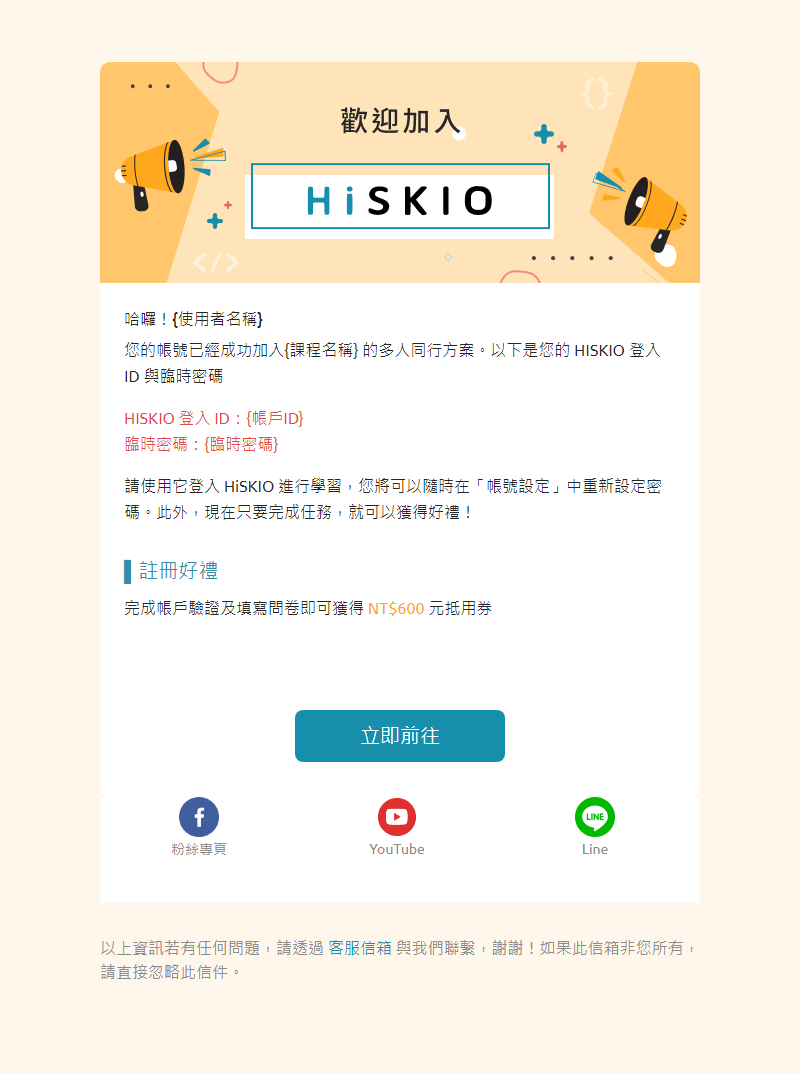 歡迎加入
HiSKIO
{}
</>
哈囉！{使用者名稱}
您的帳號已經成功加入{課程名稱} 的多人同行方案。以下是您的 HISKIO 登入
ID 與臨時密碼
HISKIO 登入 ID：{帳戶ID}
臨時密碼：{臨時密碼}
請使用它登入 HiSKIO 進行學習，您將可以隨時在「帳號設定」中重新設定密
碼。此外，現在只要完成任務，就可以獲得好禮！
註冊好禮
完成帳戶驗證及填寫問卷即可獲得 NT$600 元抵用券
立即前往
f
LINE
粉絲專頁
YouTube
Line
以上資訊若有任何問題，請透過 客服信箱 與我們聯繫，謝謝！如果此信箱非您所有，
請直接忽略此信件。